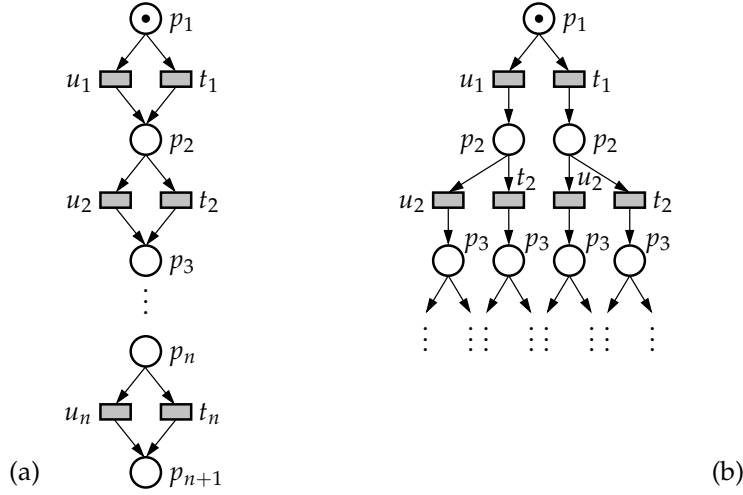 p1 p1
u1 t1 u1 t1
p2 p2 p2
u2 t2 u2 t2 u2 t2
p3 p3 p3 p3 p3
⋮ ⋮ ⋮ ⋮ ⋮ ⋮ ⋮ ⋮
pn
un tn
(a) pn+1 (b)